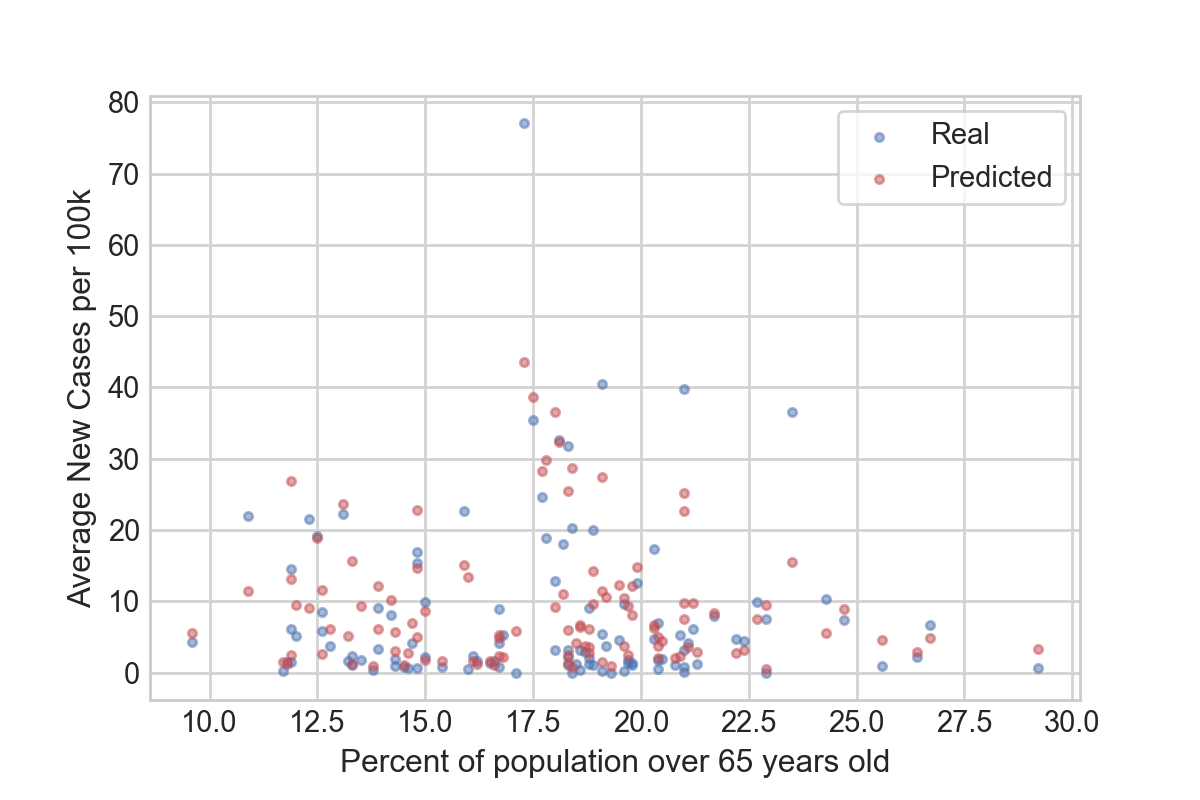 80
70
60
50
40
30
20
10
0
Average New Cases per 100k
Real
Predicted
10.0 12.5 15.0 17.5 20.0 22.5 25.0 27.5 30.0
Percent of population over 65 years old